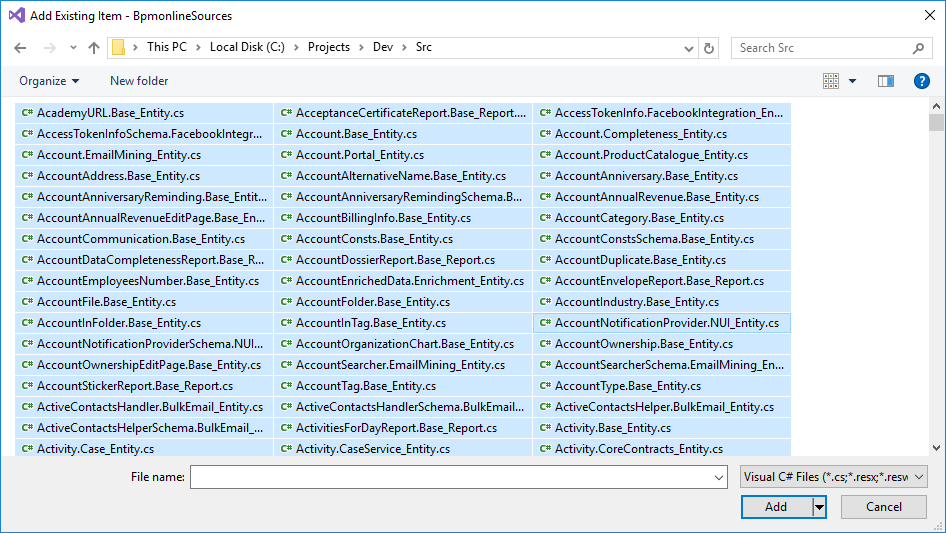 Add Existing Item - BpmonlineSources
This PC > Local Disk (C:) > Projects > Dev > Src
Search Src
Organize
New folder
?
C# AcademyURL.Base_Entity.cs C# AcceptanceCertificateReport.Base_Report.... C# AccessTokenInfo.FacebookIntegration_En...
C# AccessTokenInfoSchema.FacebookIntegr... C# Account.Base_Entity.cs C# Account.Completeness_Entity.cs
C# Account.EmailMining_Entity.cs C# Account.Portal_Entity.cs C# Account.ProductCatalogue_Entity.cs
C# AccountAddress.Base_Entity.cs C# AccountAlternativeName.Base_Entity.cs C# AccountAnniversary.Base_Entity.cs
C# AccountAnniversaryReminding.Base_Entit... C# AccountAnniversaryRemindingSchema.B... C# AccountAnnualRevenue.Base_Entity.cs
C# AccountAnnualRevenueEditPage.Base_En... C# AccountBillingInfo.Base_Entity.cs C# AccountCategory.Base_Entity.cs
C# AccountCommunication.Base_Entity.cs C# AccountConsts.Base_Entity.cs C# AccountConstsSchema.Base_Entity.cs
C# AccountDataCompletenessReport.Base_R... C# AccountDossierReport.Base_Report.cs C# AccountDuplicate.Base_Entity.cs
C# AccountEmployeesNumber.Base_Entity.cs C# AccountEnrichedData.Enrichment_Entity.cs C# AccountEnvelopeReport.Base_Report.cs
C# AccountFile.Base_Entity.cs C# AccountFolder.Base_Entity.cs C# AccountIndustry.Base_Entity.cs
C# AccountInFolder.Base_Entity.cs C# AccountInTag.Base_Entity.cs C# AccountNotificationProvider.NUI_Entity.cs
C# AccountNotificationProviderSchema.NUI... C# AccountOrganizationChart.Base_Entity.cs C# AccountOwnership.Base_Entity.cs
C# AccountOwnershipEditPage.Base_Entity.cs C# AccountSearcher.EmailMining_Entity.cs C# AccountSearcherSchema.EmailMining_En...
C# AccountStickerReport.Base_Report.cs C# AccountTag.Base_Entity.cs C# AccountType.Base_Entity.cs
C# ActiveContactsHandler.BulkEmail_Entity.cs C# ActiveContactsHandlerSchema.BulkEmail... C# ActiveContactsHelper.BulkEmail_Entity.cs
C# ActiveContactsHelperSchema.BulkEmail_... C# ActivitiesForDayReport.Base_Report.cs C# Activity.Base_Entity.cs
C# Activity.Case_Entity.cs C# Activity.CaseService_Entity.cs C# Activity.CoreContracts_Entity.cs
File name:
Visual C# Files (*.cs;*.resx;*.resw
Add
Cancel